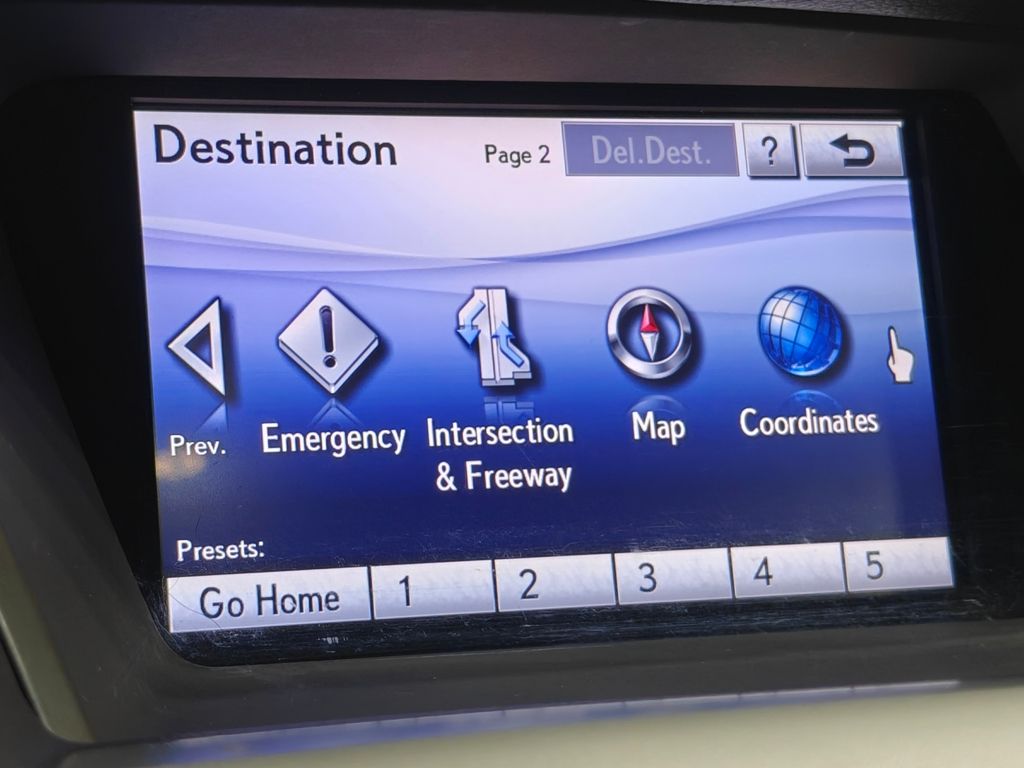 Destination
Page 2
Del.Dest.
?
Prev.
Emergency
Intersection
& Freeway
Map
Coordinates
Presets:
Go Home
1
2
3
4
5